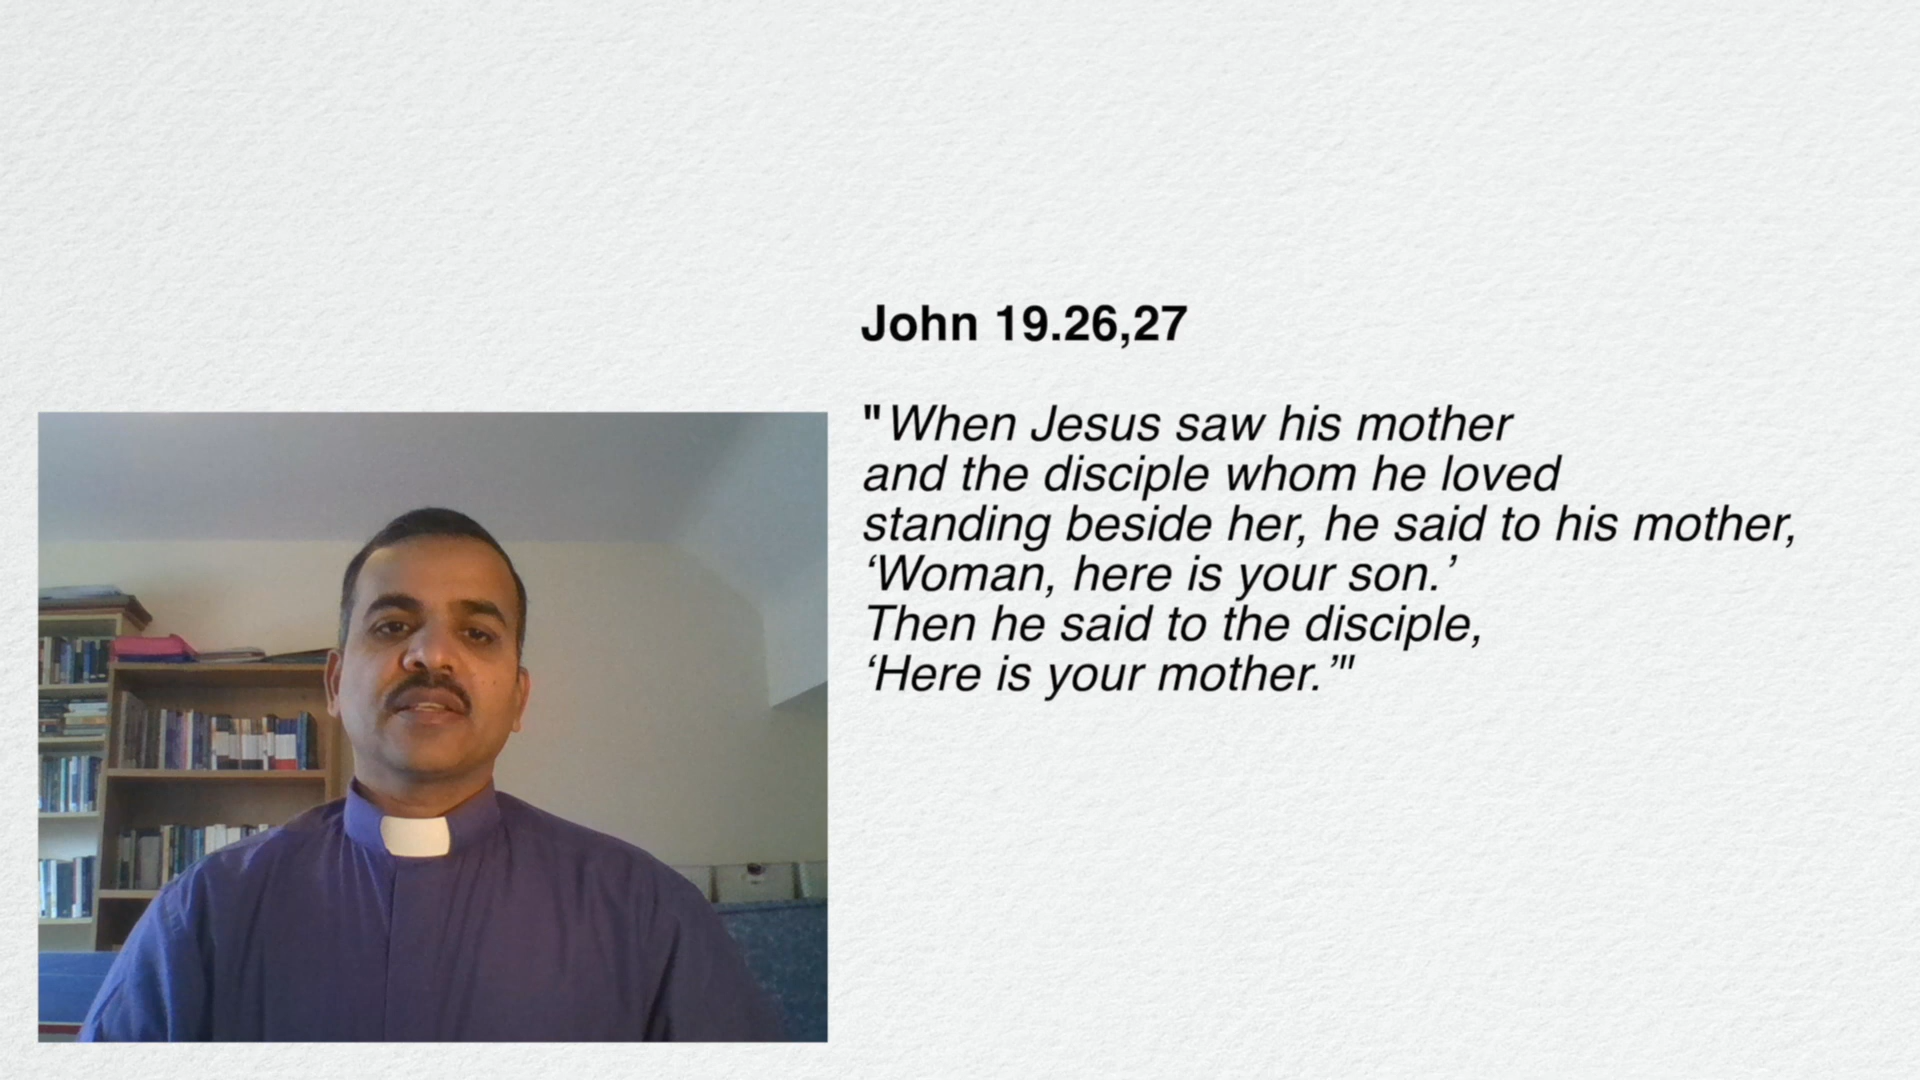 John 19.26,27
"When Jesus saw his mother
and the disciple whom he loved
standing beside her, he said to his mother,
‘Woman, here is your son.’
Then he said to the disciple,
‘Here is your mother.’"